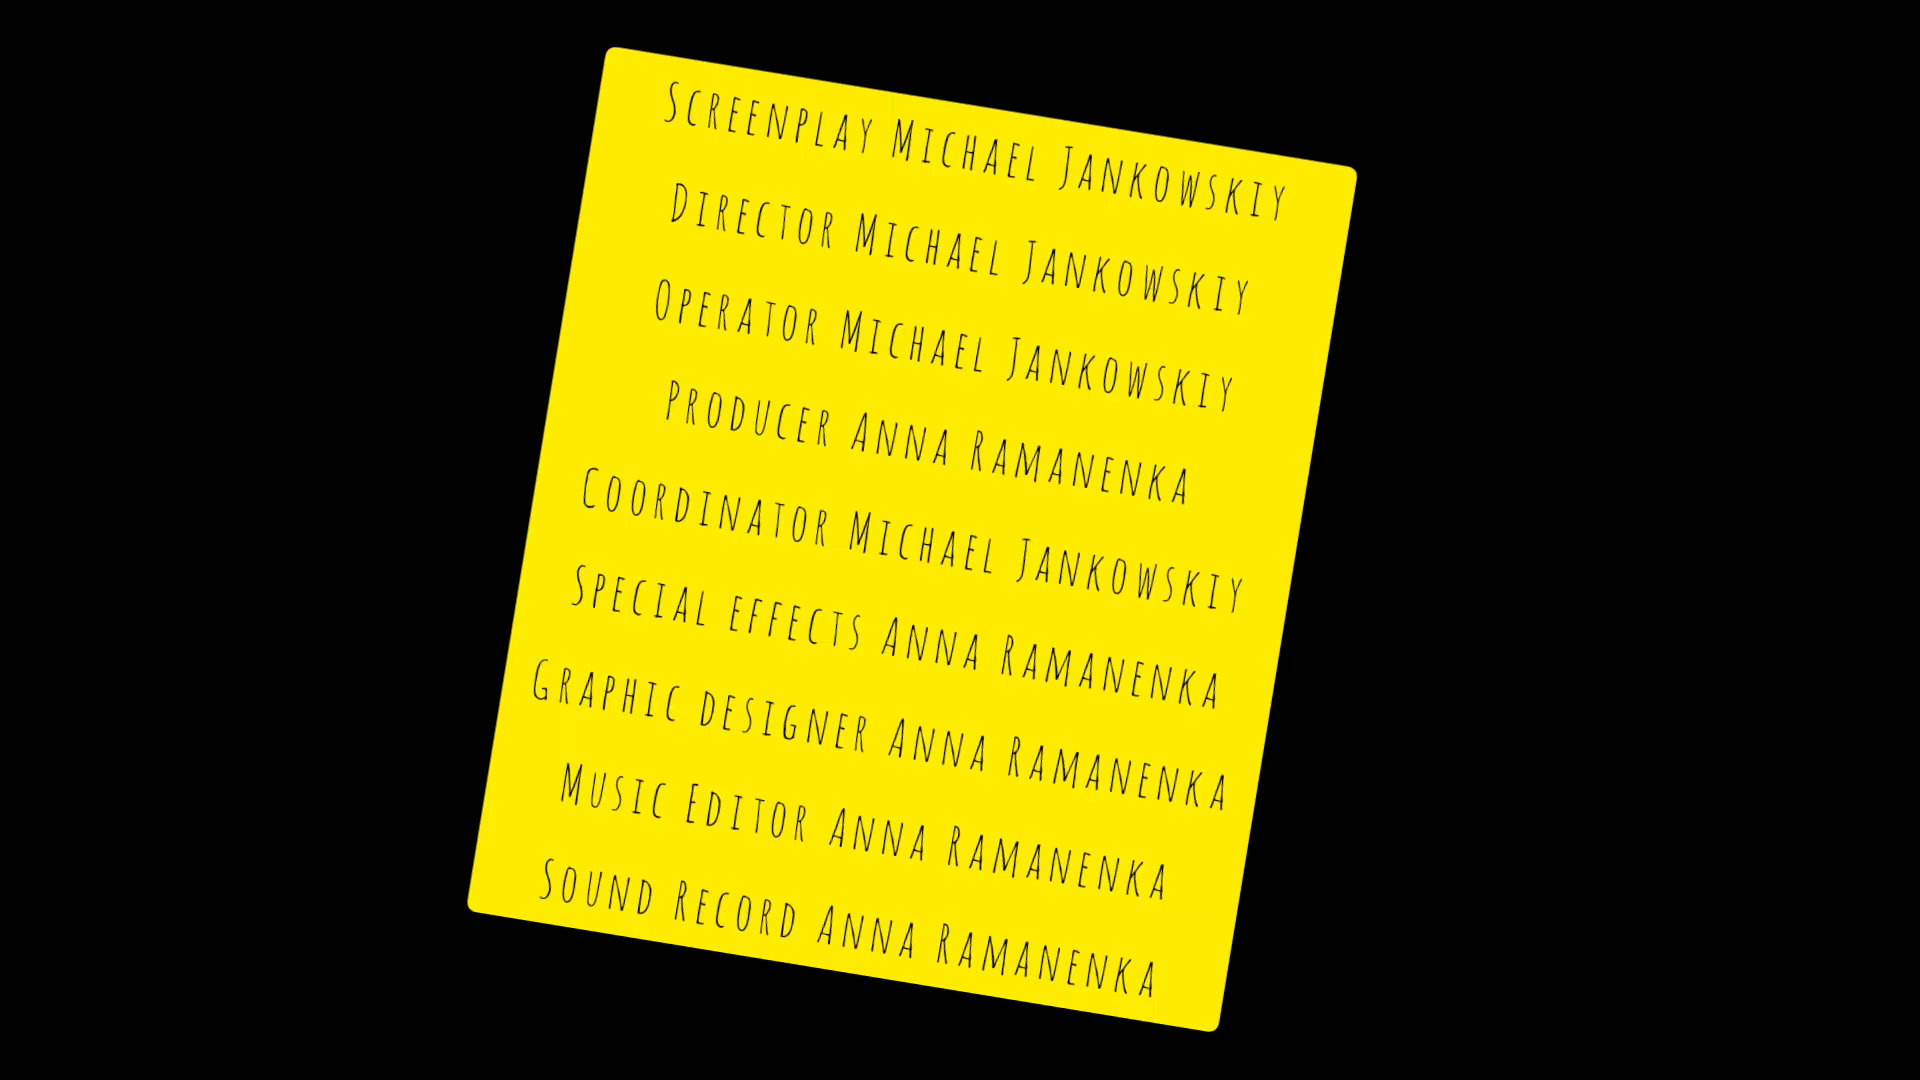 Screenplay Michael Jankowskiy
Director Michael Jankowskiy
Operator Michael Jankowskiy
Producer Anna Ramanenka
Coordinator Michael Jankowskiy
Special effects Anna Ramanenka
Graphic designer Anna Ramanenka
Music Editor Anna Ramanenka
Sound Record Anna Ramanenka